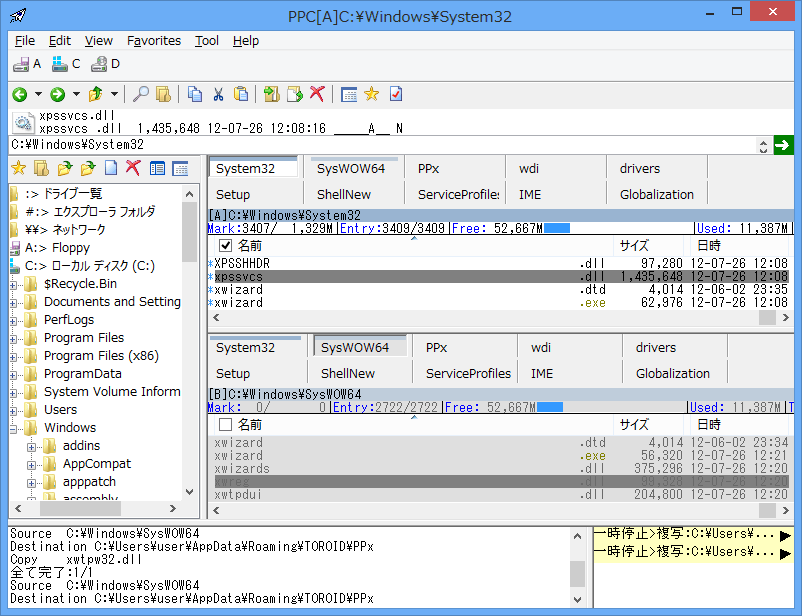 PPC[A]C:¥Windows¥System32
File Edit View Favorites Tool Help
A C D
xpssvcs.dll
xpssvcs .dll 1,435,648 12-07-26 12:08:16 _____A__ N
C:¥Windows¥System32
:> ドライブ一覧
#:> エクスプローラ フォルダ
¥¥> ネットワーク
A:> Floppy
C:> ローカル ディスク (C:)
$Recycle.Bin
Documents and Setting
PerfLogs
Program Files
Program Files (x86)
ProgramData
System Volume Inform
Users
Windows
addins
AppCompat
apppatch
assembly
System32 SysWOW64 PPx wdi drivers
Setup ShellNew ServiceProfiles IME Globalization
[A]C:¥Windows¥System32
Mark:3407/ 1,329M Entry:3409/3409 Free: 52,667M Used: 11,387M
名前 サイズ 日時
*XPSSHHDR .dll 97,280 12-07-26 12:08
*xpssvcs .dll 1,435,648 12-07-26 12:08
*xwizard .dtd 4,014 12-06-02 23:35
*xwizard .exe 62,976 12-07-26 12:08
System32 SysWOW64 PPx wdi drivers
Setup ShellNew ServiceProfiles IME Globalization
[B]C:¥Windows¥SysWOW64
Mark: 0/ 0 Entry:2722/2722 Free: 52,667M Used: 11,387M T
名前 サイズ 日時
xwizard .dtd 4,014 12-06-02 23:34
xwizard .exe 56,320 12-07-26 12:21
xwizards .dll 375,296 12-07-26 12:20
xwreg .dll 99,328 12-07-26 12:20
xwtpdui .dll 204,800 12-07-26 12:20
Source C:¥Windows¥SysWOW64
Destination C:¥Users¥user¥AppData¥Roaming¥TOROID¥PPx
Copy xwtpw32.dll
全て完了:1/1
Source C:¥Windows¥SysWOW64
Destination C:¥Users¥user¥AppData¥Roaming¥TOROID¥PPx
一時停止>複写:C:¥Users¥...
一時停止>複写:C:¥Users¥...